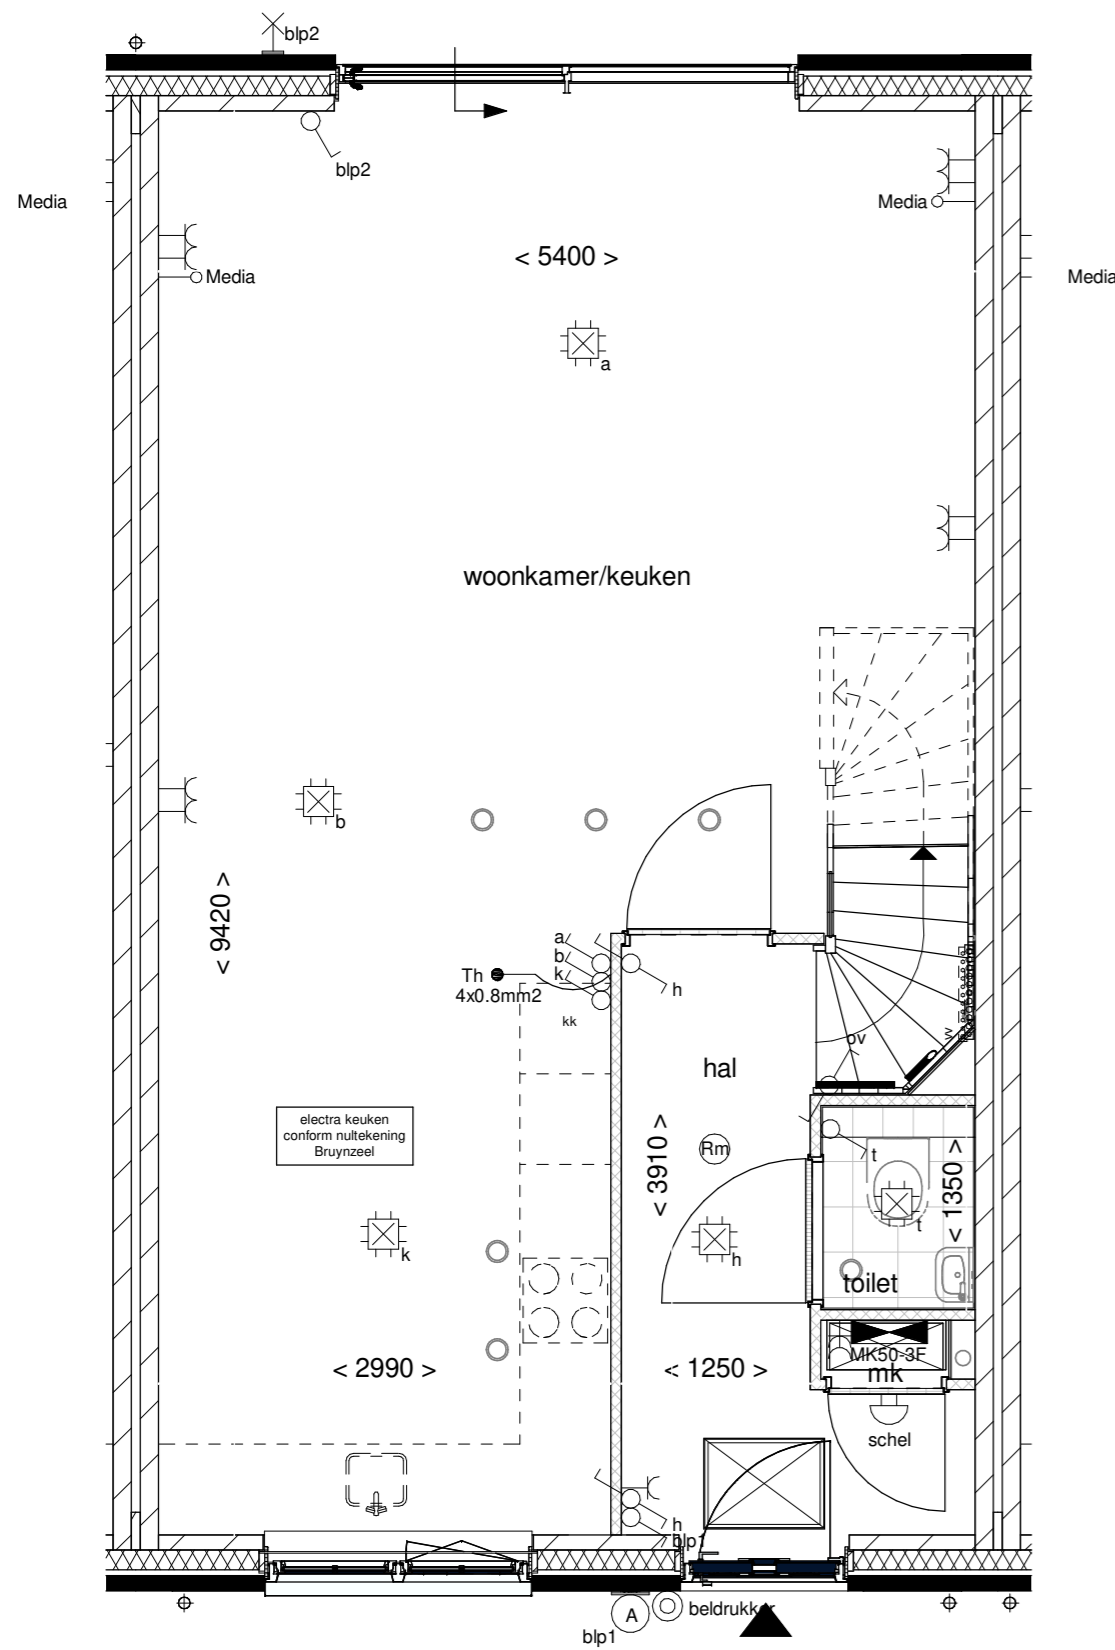 blp2
blp2
Media
Media
Media
Media
< 5400 >
a
woonkamer/keuken
b
< 9420 >
a
b
k
Th
4x0.8mm2
kk
h
hal
ov
w
electra keuken
conform nultekening
Bruynzeel
< 3910 >
Rm
t
< 1350 >
t
k
h
toilet
< 2990 >
< 1250 >
MK50-3F
mk
schel
h
blp1
A
beldrukker
blp1